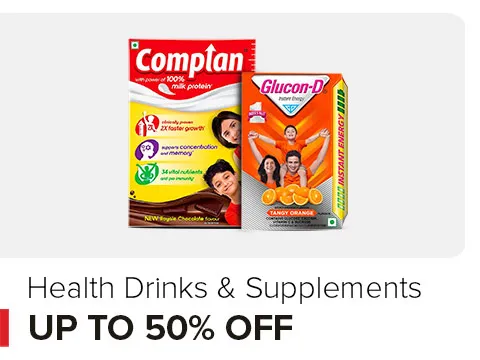 Complan
with power of 100%
milk protein
clinically proven
2X faster growth
supports concentration
and memory
34 vital nutrients
NEW Royale Chocolate flavour
Glucon-D
Instant Energy
INSTANT ENERGY
TANGY ORANGE
Health Drinks & Supplements
UP TO 50% OFF